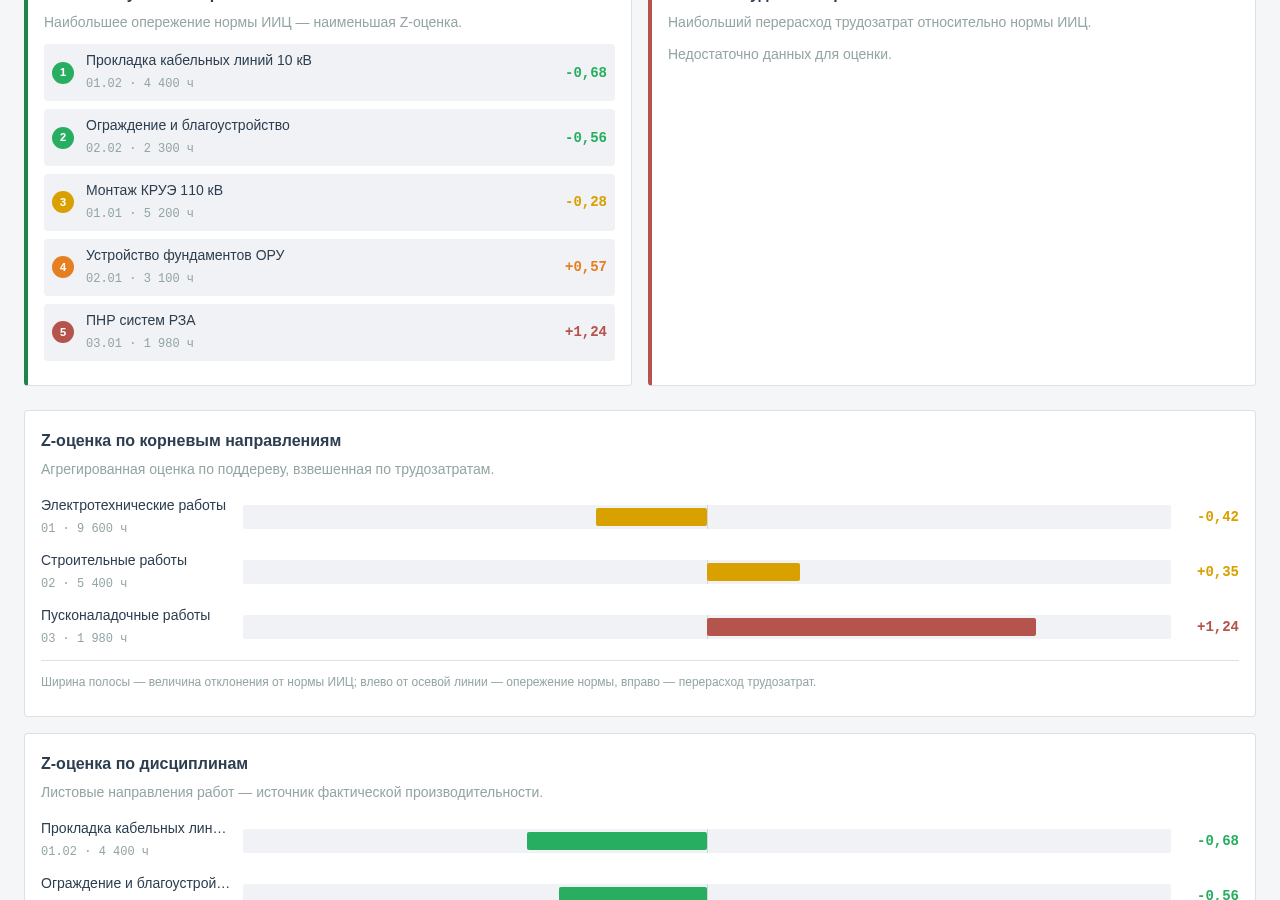 Наибольшее опережение нормы ИИЦ — наименьшая Z-оценка.
1
Прокладка кабельных линий 10 кВ
01.02 · 4 400 ч
-0,68
2
Ограждение и благоустройство
02.02 · 2 300 ч
-0,56
3
Монтаж КРУЭ 110 кВ
01.01 · 5 200 ч
-0,28
4
Устройство фундаментов ОРУ
02.01 · 3 100 ч
+0,57
5
ПНР систем РЗА
03.01 · 1 980 ч
+1,24
Наибольший перерасход трудозатрат относительно нормы ИИЦ.
Недостаточно данных для оценки.
Z-оценка по корневым направлениям
Агрегированная оценка по поддереву, взвешенная по трудозатратам.
Электротехнические работы
01 · 9 600 ч
-0,42
Строительные работы
02 · 5 400 ч
+0,35
Пусконаладочные работы
03 · 1 980 ч
+1,24
Ширина полосы — величина отклонения от нормы ИИЦ; влево от осевой линии — опережение нормы, вправо — перерасход трудозатрат.
Z-оценка по дисциплинам
Листовые направления работ — источник фактической производительности.
Прокладка кабельных лин…
01.02 · 4 400 ч
-0,68
Ограждение и благоустрой…
-0,56